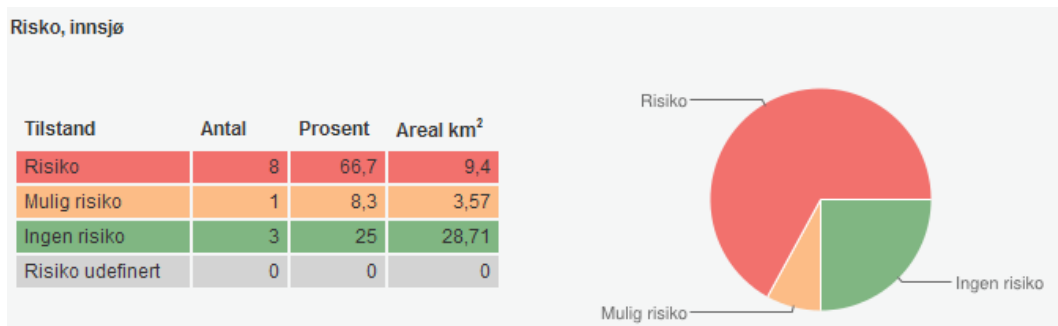 Risko, innsjø
Tilstand Antal Prosent Areal km²
Risiko 8 66,7 9,4
Mulig risiko 1 8,3 3,57
Ingen risiko 3 25 28,71
Risiko udefinert 0 0 0
Risiko
Ingen risiko
Mulig risiko